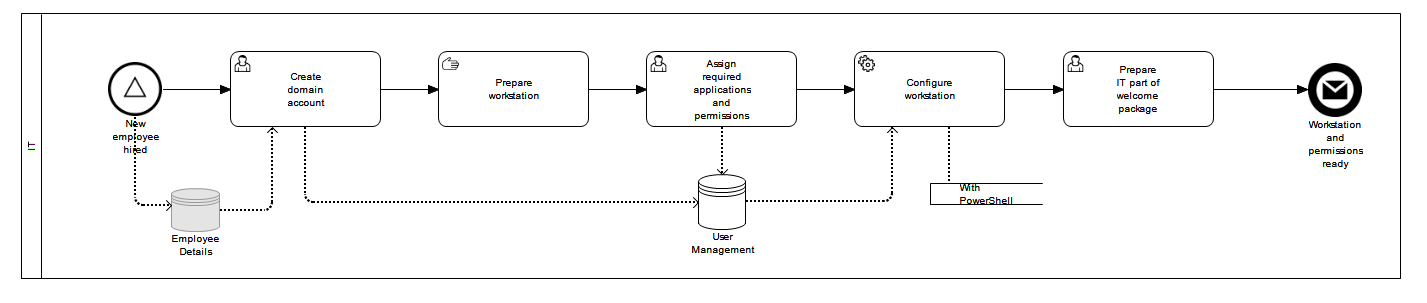 IT
New
employee
hired
Create
domain
account
Prepare
workstation
Assign
required
applications
and
permissions
Configure
workstation
Prepare
IT part of
welcome
package
Workstation
and
permissions
ready
Employee
Details
User
Management
With
PowerShell